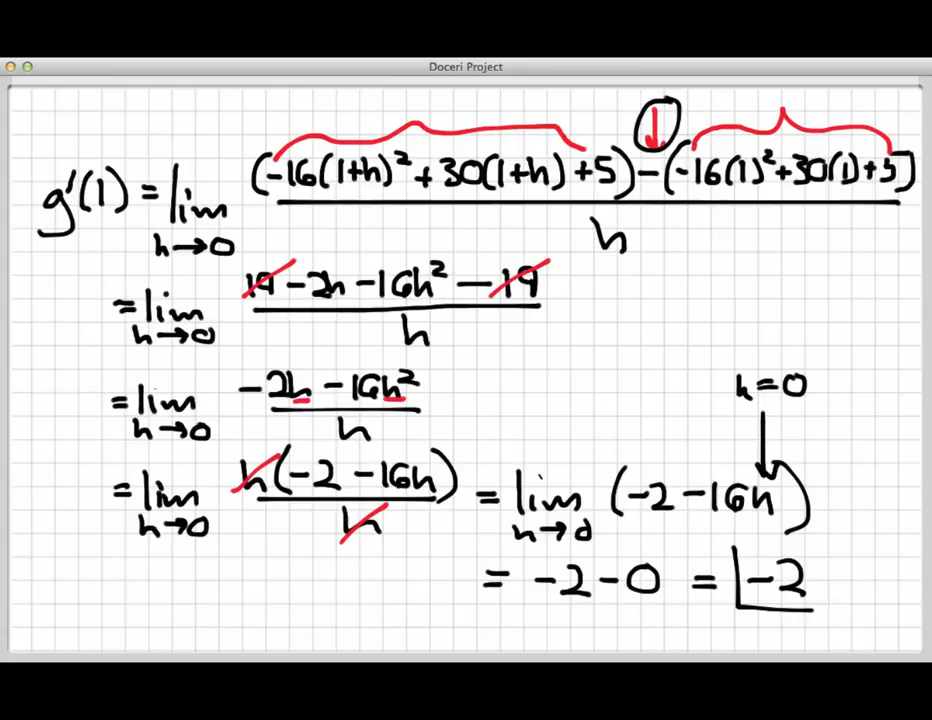 Doceri Project
g'(1) = lim h→0 ((-16(1+h)² + 30(1+h) + 5) - (-16(1)² + 30(1) + 5)) / h
= lim h→0 (19 - 2h - 16h² - 19) / h
= lim h→0 (-2h - 16h²) / h
h = 0
= lim h→0 h(-2 - 16h) / h = lim h→0 (-2 - 16h)
= -2 - 0 = -2